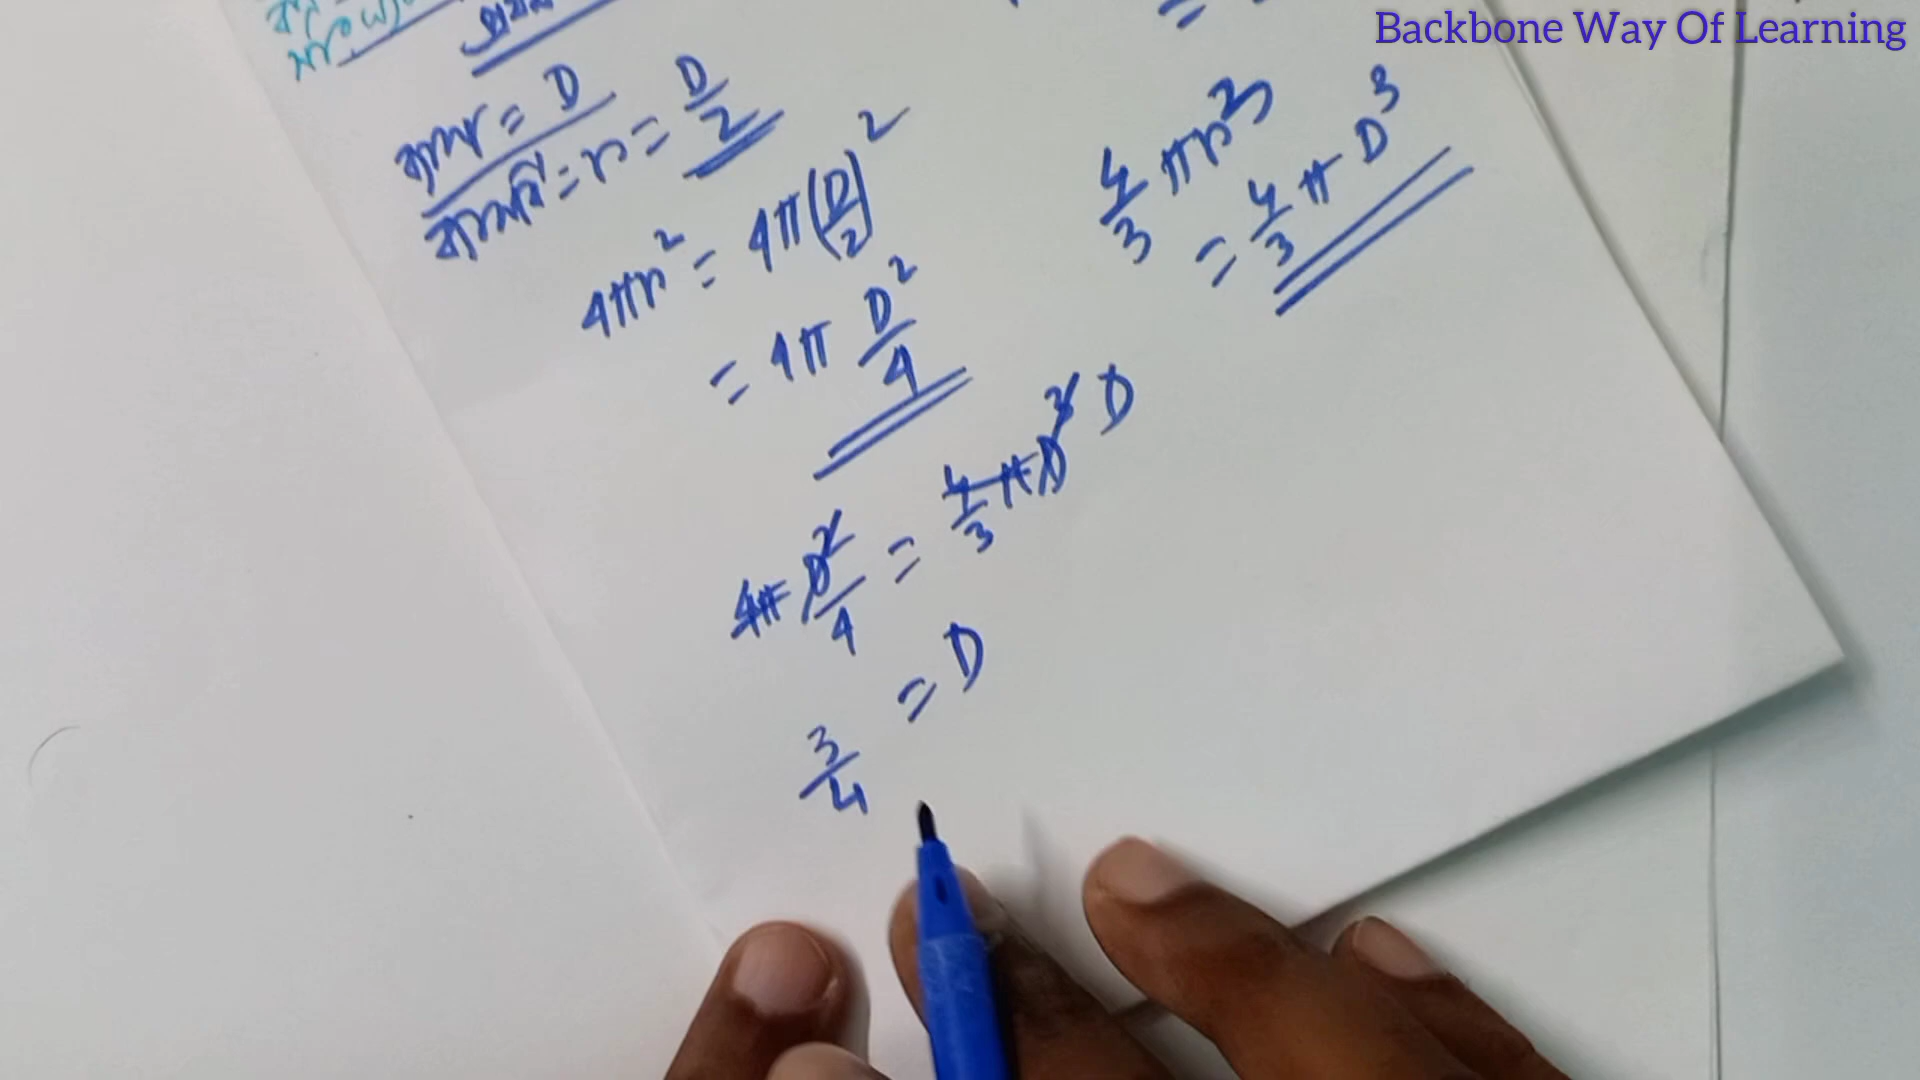 Backbone Way Of Learning
ব্যাস = D
ব্যাসার্ধ = r = D/2
4πr² = 4π(D/2)²
= 4π D²/4
4/3 πr³
= 4/3 π D³
4π D²/4 = 4/3 π D³ D
= D
3/4